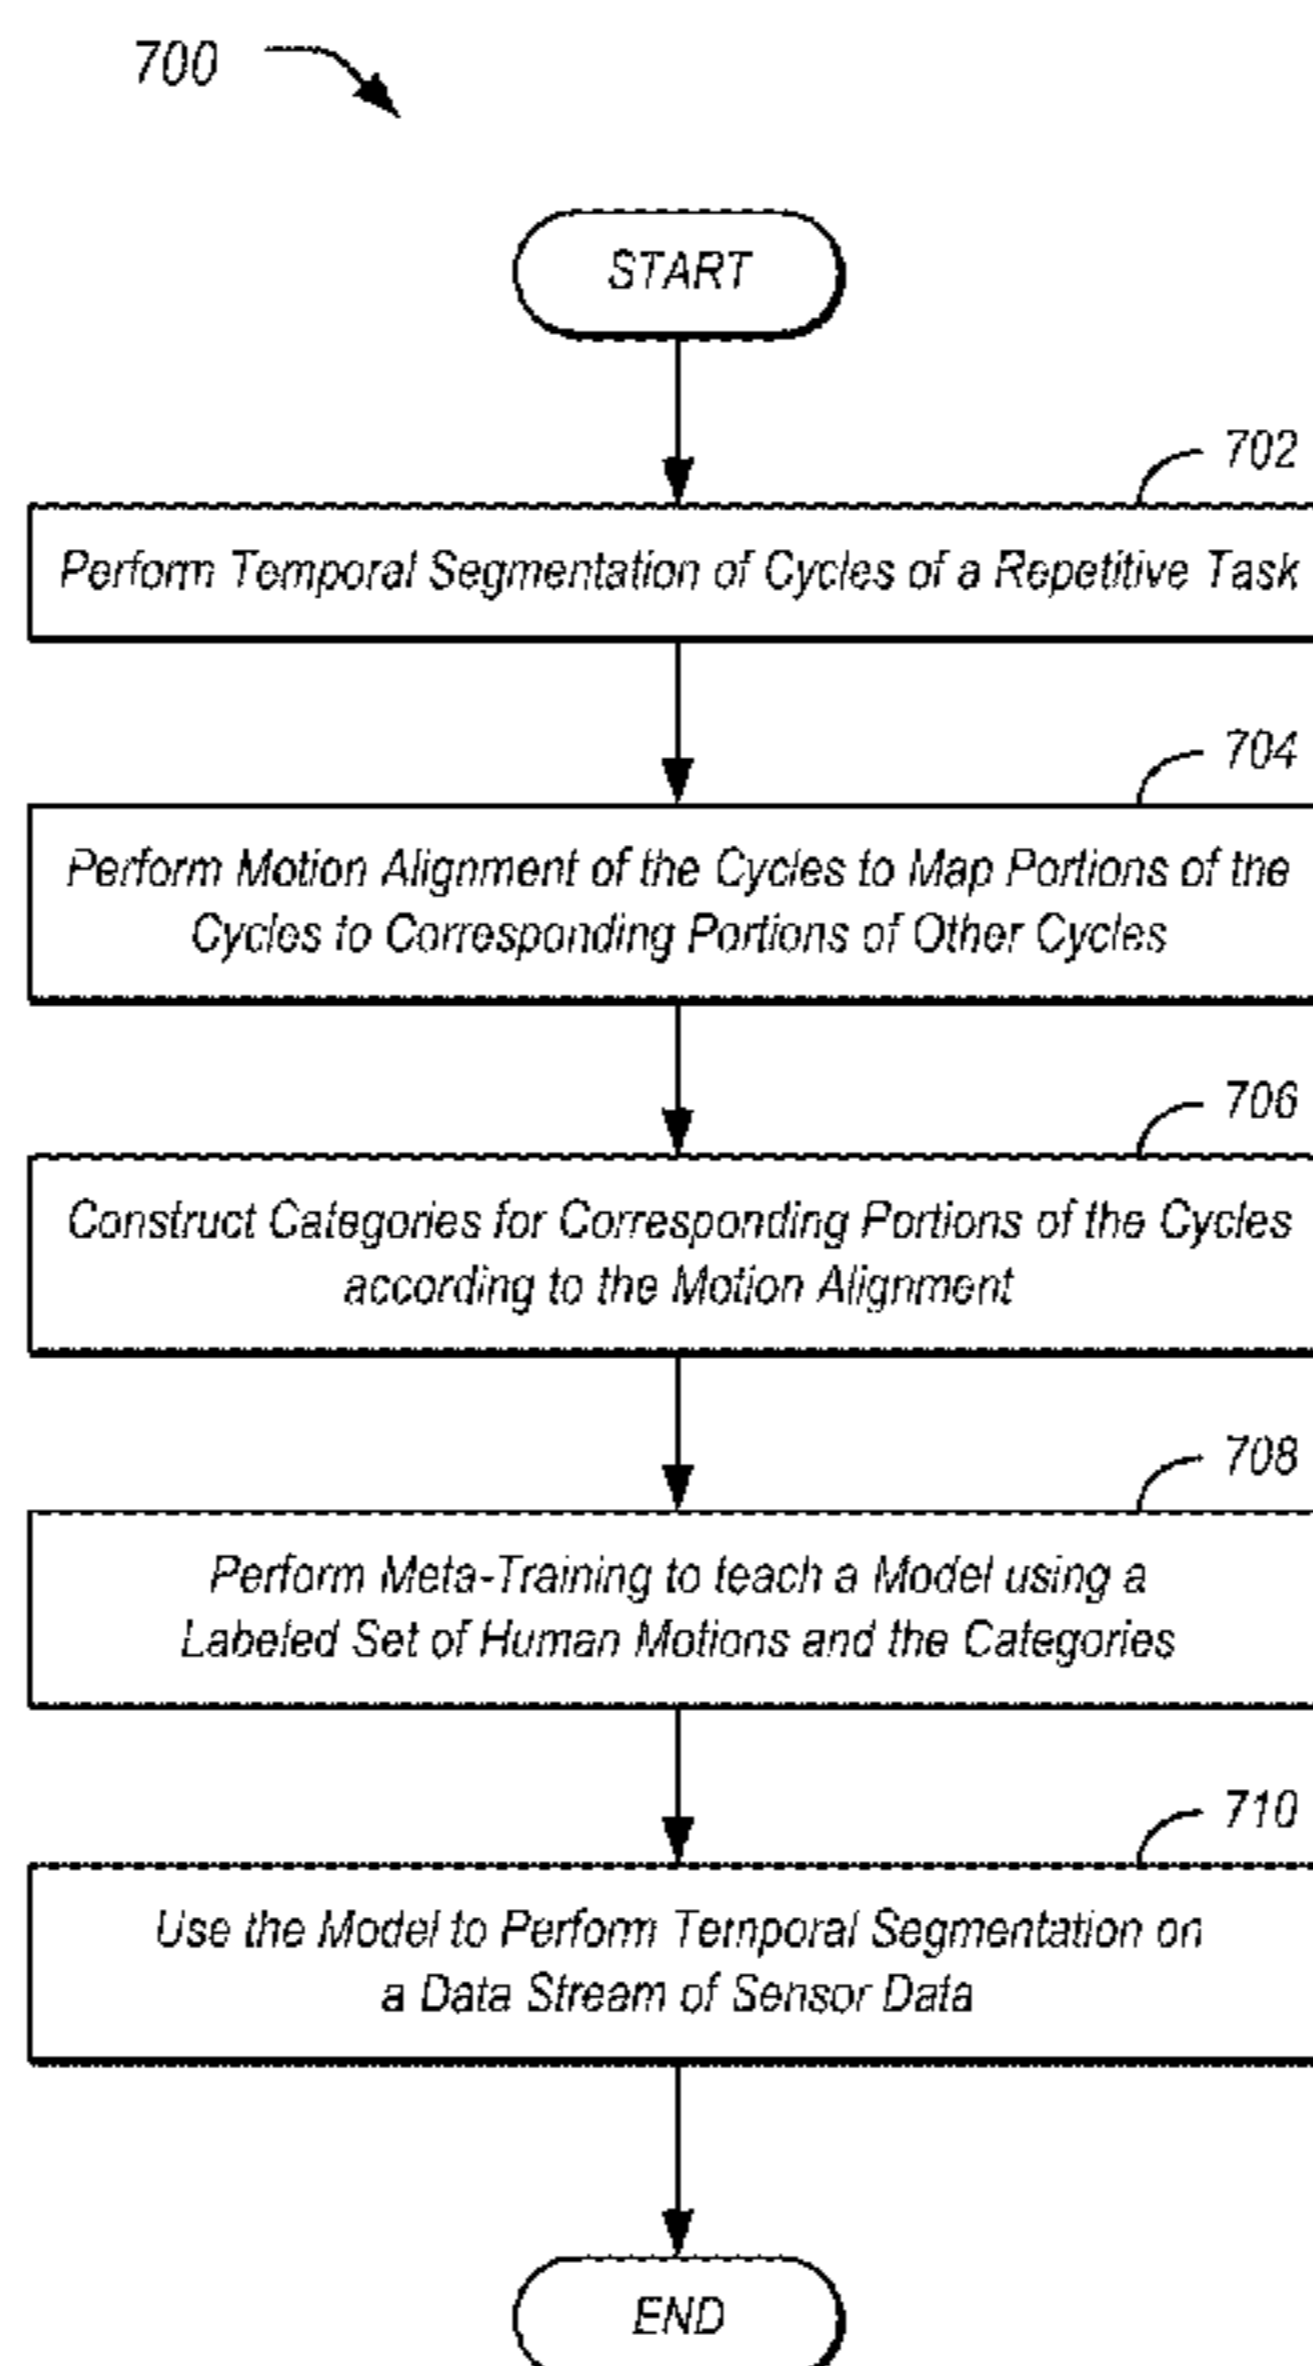 700
START
702
Perform Temporal Segmentation of Cycles of a Repetitive Task
704
Perform Motion Alignment of the Cycles to Map Portions of the
Cycles to Corresponding Portions of Other Cycles
706
Construct Categories for Corresponding Portions of the Cycles
according to the Motion Alignment
708
Perform Meta-Training to teach a Model using a
Labeled Set of Human Motions and the Categories
710
Use the Model to Perform Temporal Segmentation on
a Data Stream of Sensor Data
END